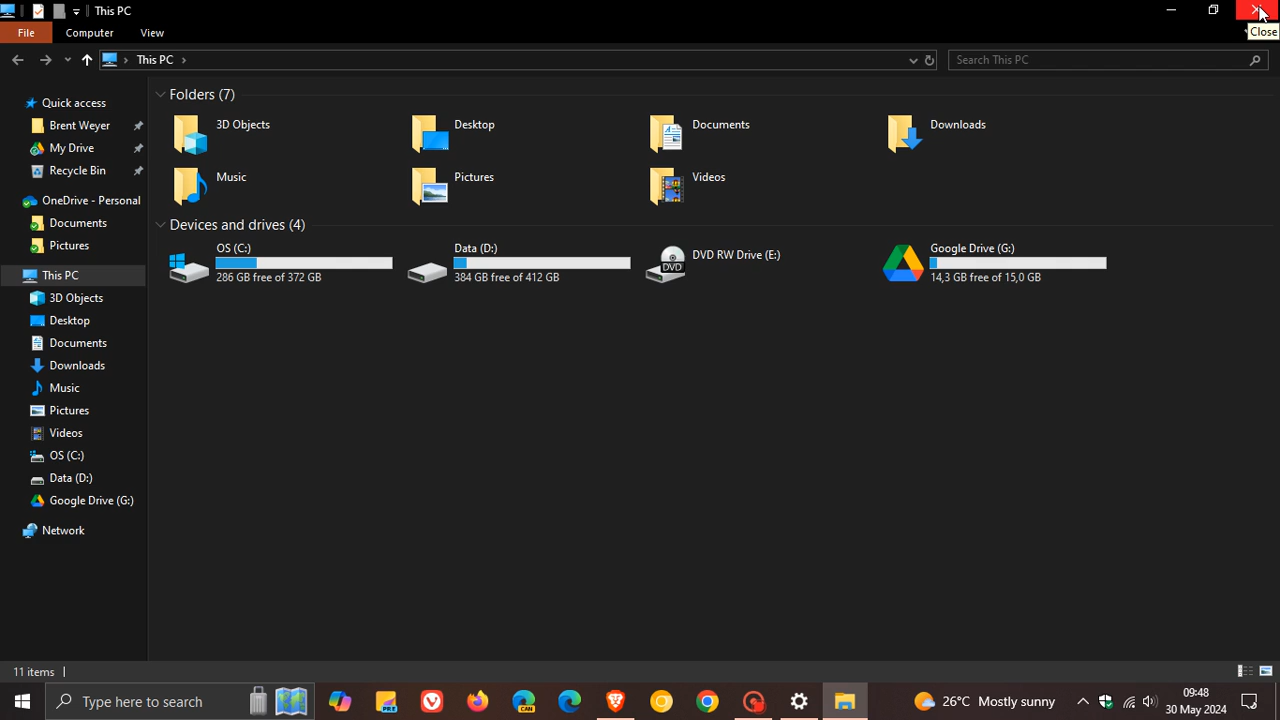 This PC
Close
File Computer View
This PC
Search This PC
Quick access
Brent Weyer
My Drive
Recycle Bin
OneDrive - Personal
Documents
Pictures
This PC
3D Objects
Desktop
Documents
Downloads
Music
Pictures
Videos
OS (C:)
Data (D:)
Google Drive (G:)
Network
Folders (7)
3D Objects
Desktop
Documents
Downloads
Music
Pictures
Videos
Devices and drives (4)
OS (C:)
286 GB free of 372 GB
Data (D:)
384 GB free of 412 GB
DVD RW Drive (E:)
DVD
Google Drive (G:)
14,3 GB free of 15,0 GB
11 items
Type here to search
PRE
CAN
26°C Mostly sunny
09:48
30 May 2024